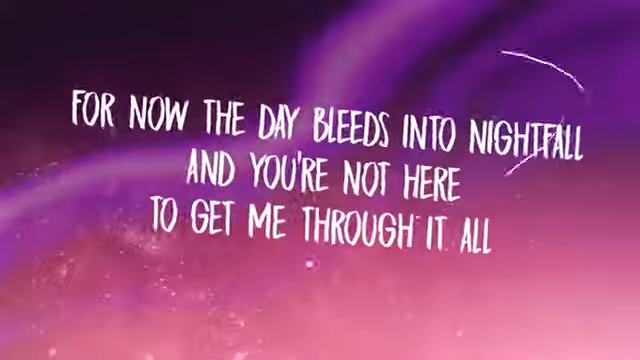 FOR NOW THE DAY BLEEDS INTO NIGHTFALL
AND YOU'RE NOT HERE
TO GET ME THROUGH IT ALL